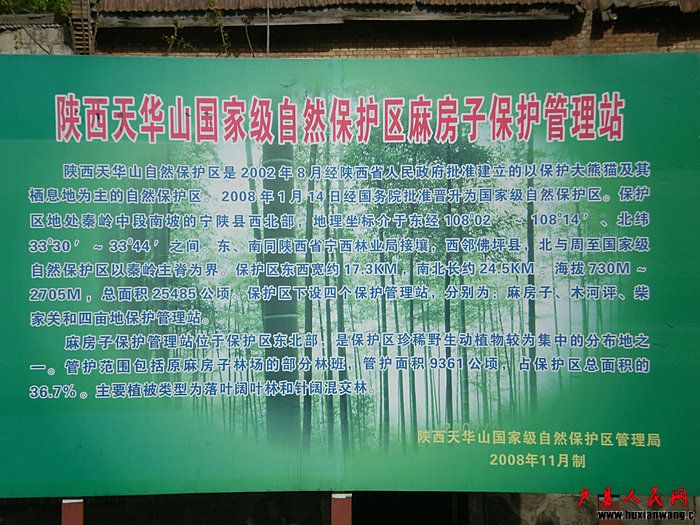 陕西天华山国家级自然保护区麻房子保护管理站
陕西天华山自然保护区是2002年8月经陕西省人民政府批准建立的以保护大熊猫及其
栖息地为主的自然保护区。2008年1月14日经国务院批准晋升为国家级自然保护区。保护
区地处秦岭中段南坡的宁陕县西北部，地理坐标介于东经108°02′~108°14′、北纬
33°30′~33°44′之间。东、南同陕西省宁西林业局接壤，西邻佛坪县，北与周至国家级
自然保护区以秦岭主脊为界。保护区东西宽约17.3KM，南北长约24.5KM。海拔730M~
2705M，总面积25485公顷。保护区下设四个保护管理站，分别为：麻房子、木河评、柴
家关和四亩地保护管理站。
麻房子保护管理站位于保护区东北部，是保护区珍稀野生动植物较为集中的分布地之
一。管护范围包括原麻房子林场的部分林班，管护面积9361公顷，占保护区总面积的
36.7%。主要植被类型为落叶阔叶林和针阔混交林。
陕西天华山国家级自然保护区管理局
2008年11月制
户县人民网
www.huxianwang.c